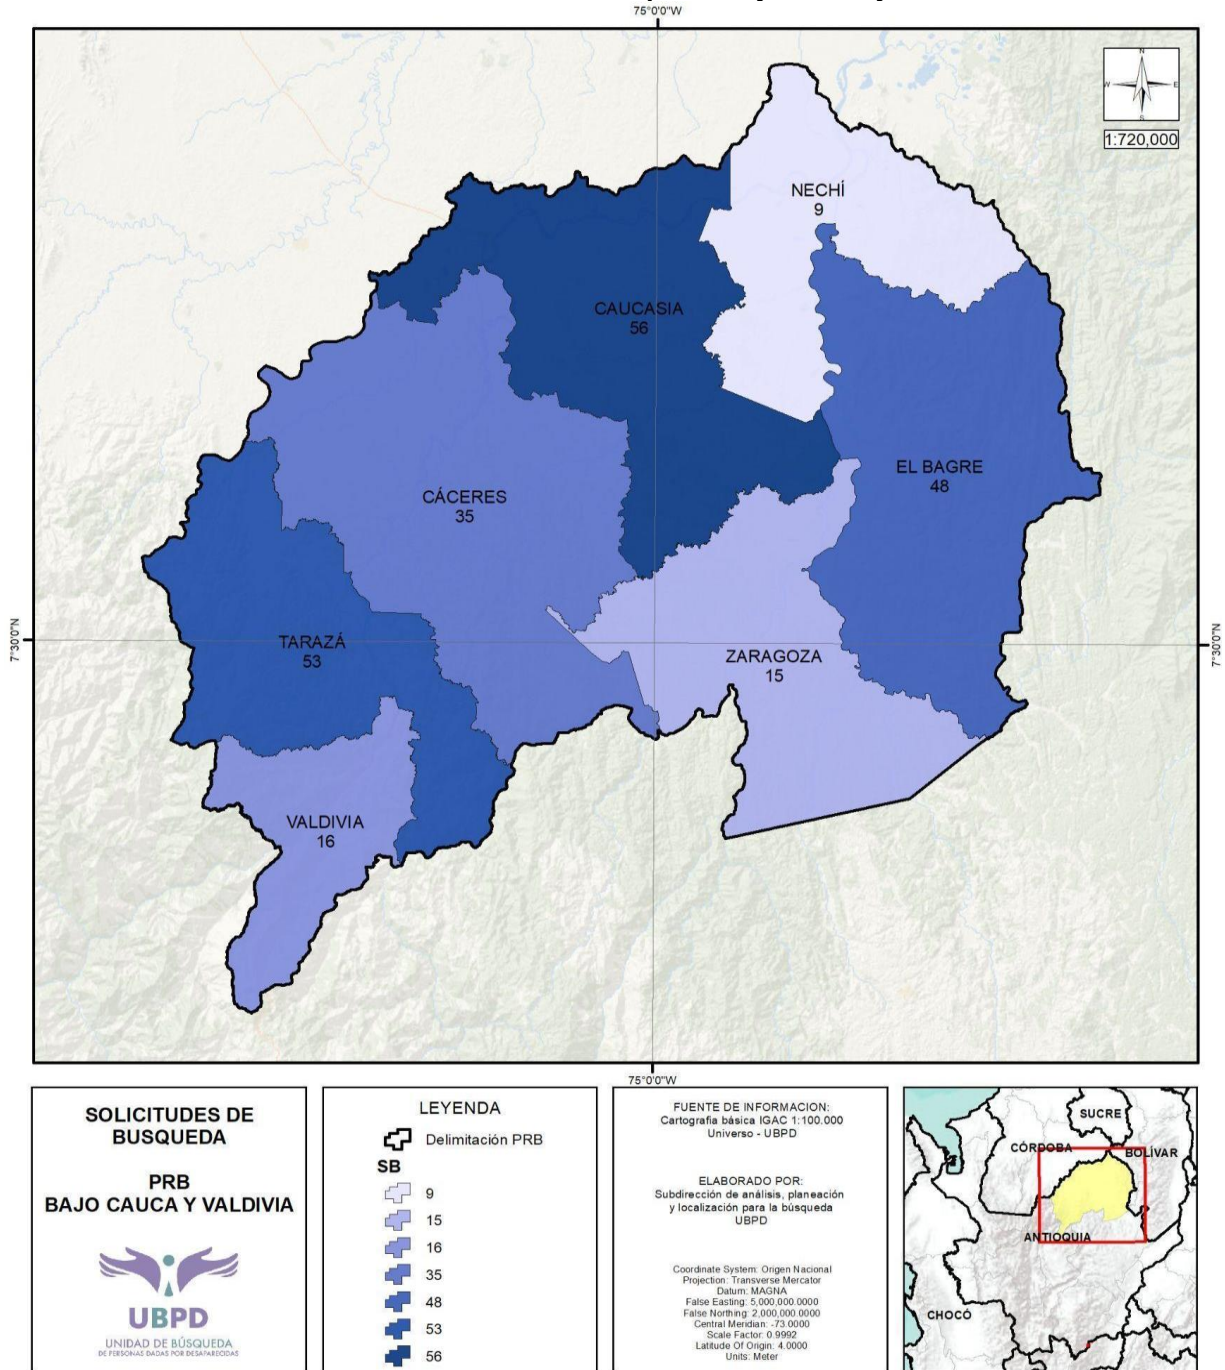 75°0'0"W
N
W
E
S
1:720,000
NECHÍ
9
CAUCASIA
56
EL BAGRE
48
CÁCERES
35
7°30'0"N
7°30'0"N
TARAZÁ
53
ZARAGOZA
15
VALDIVIA
16
75°0'0"W
SOLICITUDES DE
BUSQUEDA
PRB
BAJO CAUCA Y VALDIVIA
UBPD
UNIDAD DE BÚSQUEDA
DE PERSONAS DADAS POR DESAPARECIDAS
LEYENDA
Delimitación PRB
SB
9
15
16
35
48
53
56
FUENTE DE INFORMACION:
Cartografia básica IGAC 1:100.000
Universo - UBPD
ELABORADO POR:
Subdirección de análisis, planeación
y localización para la búsqueda
UBPD
Coordinate System: Origen Nacional
Projection: Transverse Mercator
Datum: MAGNA
False Easting: 5,000,000.0000
False Northing: 2,000,000.0000
Central Meridian: -73.0000
Scale Factor: 0.9992
Latitude Of Origin: 4.0000
Units: Meter
SUCRE
CÓRDOBA
BOLÍVAR
ANTIOQUIA
CHOCÓ